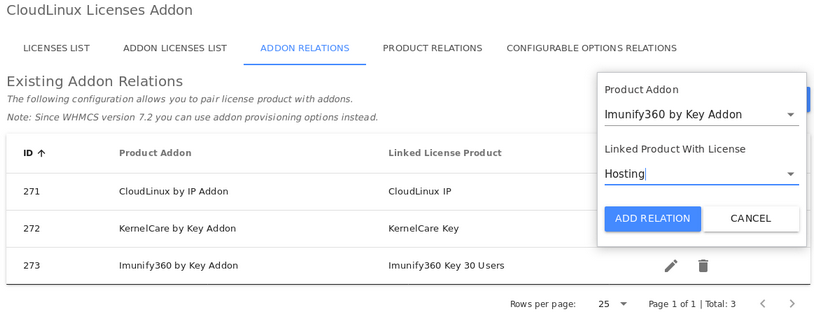 CloudLinux Licenses Addon
LICENSES LIST ADDON LICENSES LIST ADDON RELATIONS PRODUCT RELATIONS CONFIGURABLE OPTIONS RELATIONS
Existing Addon Relations
The following configuration allows you to pair license product with addons.
Note: Since WHMCS version 7.2 you can use addon provisioning options instead.
Product Addon
Imunify360 by Key Addon
Linked Product With License
Hosting
ADD RELATION CANCEL
ID Product Addon Linked License Product
271 CloudLinux by IP Addon CloudLinux IP
272 KernelCare by Key Addon KernelCare Key
273 Imunify360 by Key Addon Imunify360 Key 30 Users
Rows per page: 25 Page 1 of 1 | Total: 3